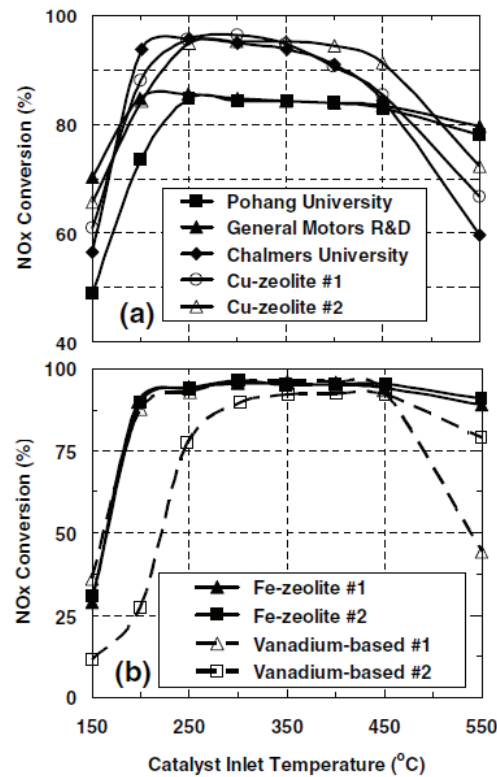 100
(a)
80
NOx Conversion (%)
Pohang University
General Motors R&D
Chalmers University
Cu-zeolite #1
Cu-zeolite #2
60
(a)
40
100
75
NOx Conversion (%)
50
25
Fe-zeolite #1
Fe-zeolite #2
Vanadium-based #1
Vanadium-based #2
(b)
0
150 250 350 450 550
Catalyst Inlet Temperature (°C)